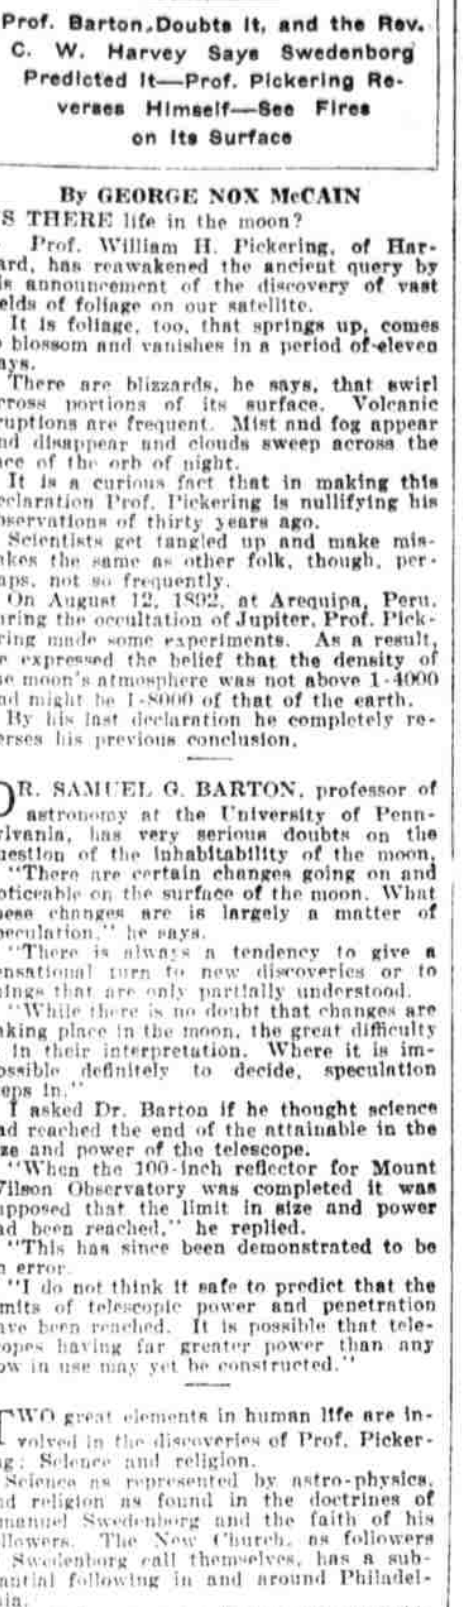 Prof. Barton Doubts It, and the Rev.
C. W. Harvey Says Swedenborg
Predicted It—Prof. Pickering Re-
verses Himself—See Fires
on Its Surface
By GEORGE NOX McCAIN
S THERE life in the moon?
Prof. William H. Pickering, of Har-
ard, has reawakened the ancient query by
is announcement of the discovery of vast
elds of foliage on our satellite.
It is foliage, too, that springs up, comes
blossom and vanishes in a period of eleven
ays.
There are blizzards, he says, that swirl
cross portions of its surface. Volcanic
ruptions are frequent. Mist and fog appear
nd disappear and clouds sweep across the
ace of the orb of night.
It is a curious fact that in making this
eclaration Prof. Pickering is nullifying his
bservations of thirty years ago.
Scientists get tangled up and make mis-
akes the same as other folk, though, per-
aps, not so frequently.
On August 12, 1892, at Arequipa, Peru,
uring the occultation of Jupiter, Prof. Pick-
ring made some experiments. As a result,
e expressed the belief that the density of
he moon's atmosphere was not above 1-4000
nd might be 1-8000 of that of the earth.
By his last declaration he completely re-
erses his previous conclusion.
DR. SAMUEL G. BARTON, professor of
astronomy at the University of Penn-
ylvania, has very serious doubts on the
uestion of the inhabitability of the moon.
"There are certain changes going on and
oticeable on the surface of the moon. What
hese changes are is largely a matter of
peculation," he says.
"There is always a tendency to give a
ensational turn to new discoveries or to
hings that are only partially understood.
"While there is no doubt that changes are
aking place in the moon, the great difficulty
in their interpretation. Where it is im-
ossible definitely to decide, speculation
eeps in."
I asked Dr. Barton if he thought science
ad reached the end of the attainable in the
ze and power of the telescope.
"When the 100-inch reflector for Mount
Wilson Observatory was completed it was
upposed that the limit in size and power
ad been reached," he replied.
"This has since been demonstrated to be
n error.
"I do not think it safe to predict that the
mits of telescopic power and penetration
ave been reached. It is possible that tele-
opes having far greater power than any
ow in use may yet be constructed."
TWO great elements in human life are in-
volved in the discoveries of Prof. Picker-
ng: Science and religion.
Science as represented by astro-physics,
nd religion as found in the doctrines of
manuel Swedenborg and the faith of his
llowers. The New Church, as followers
Swedenborg call themselves, has a sub-
antial following in and around Philadel-
hia.